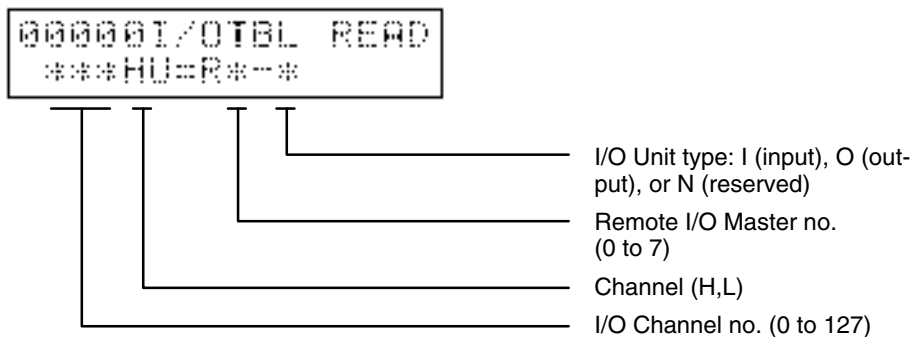 00000I/OTBL READ
***HU=R*-*
I/O Unit type: I (input), O (out-
put), or N (reserved)
Remote I/O Master no.
(0 to 7)
Channel (H,L)
I/O Channel no. (0 to 127)